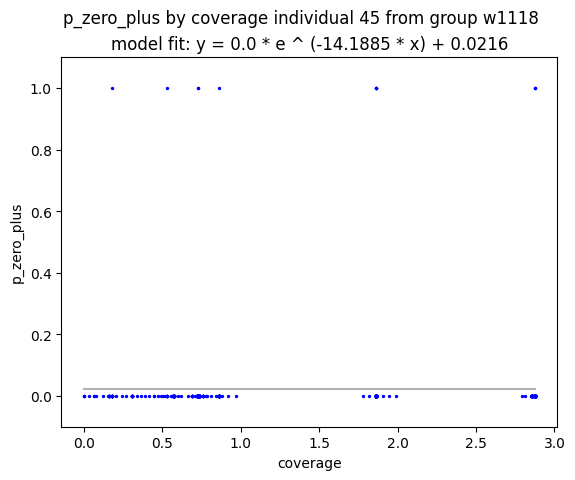 p_zero_plus by coverage individual 45 from group w1118
model fit: y = 0.0 * e ^ (-14.1885 * x) + 0.0216
1.0
0.8
0.6
0.4
0.2
0.0
p_zero_plus
0.0 0.5 1.0 1.5 2.0 2.5 3.0
coverage